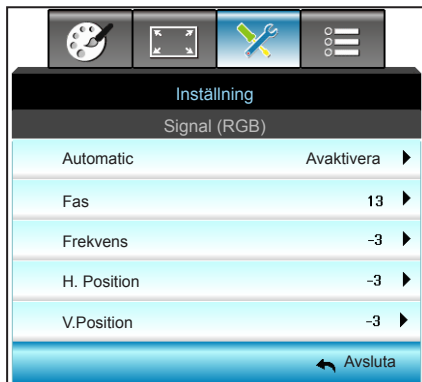 Inställning
Signal (RGB)
Automatic Avaktivera
Fas 13
Frekvens -3
H. Position -3
V.Position -3
Avsluta